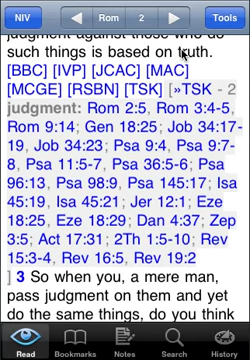 NIV Rom 2 Tools
judgment against those who do
such things is based on truth.
[BBC] [IVP] [JCAC] [MAC]
[MCGE] [RSBN] [TSK] [»TSK - 2
judgment: Rom 2:5, Rom 3:4-5,
Rom 9:14; Gen 18:25; Job 34:17-
19, Job 34:23; Psa 9:4, Psa 9:7-
8, Psa 11:5-7, Psa 36:5-6; Psa
96:13, Psa 98:9, Psa 145:17; Isa
45:19, Isa 45:21; Jer 12:1; Eze
18:25, Eze 18:29; Dan 4:37; Zep
3:5; Act 17:31; 2Th 1:5-10; Rev
15:3-4, Rev 16:5, Rev 19:2
] 3 So when you, a mere man,
pass judgment on them and yet
do the same things, do you think
Read Bookmarks Notes Search History